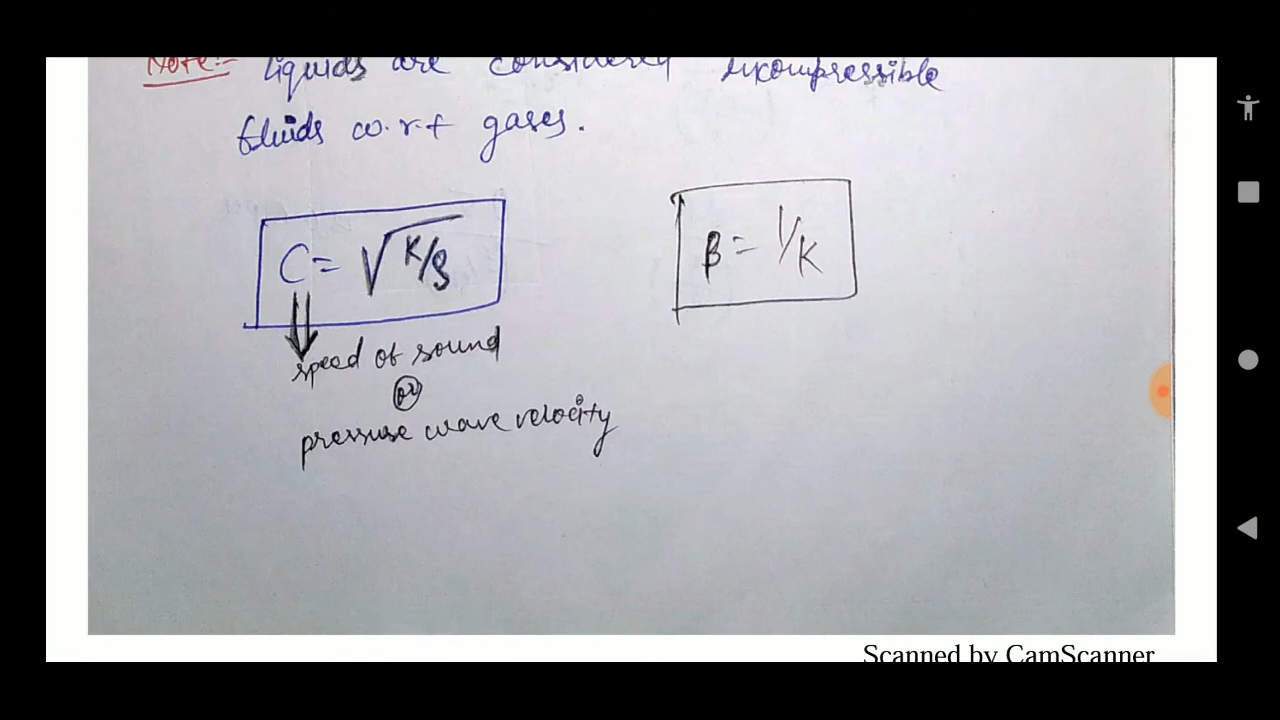 Note:- liquids are considered incompressible
fluids w.r.t gases.
C = √K/ρ
β = 1/K
speed of sound
or
pressure wave velocity
Scanned by CamScanner